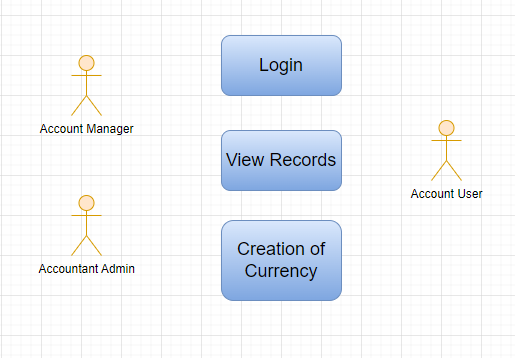 Login
Account Manager
View Records
Account User
Creation of
Currency
Accountant Admin